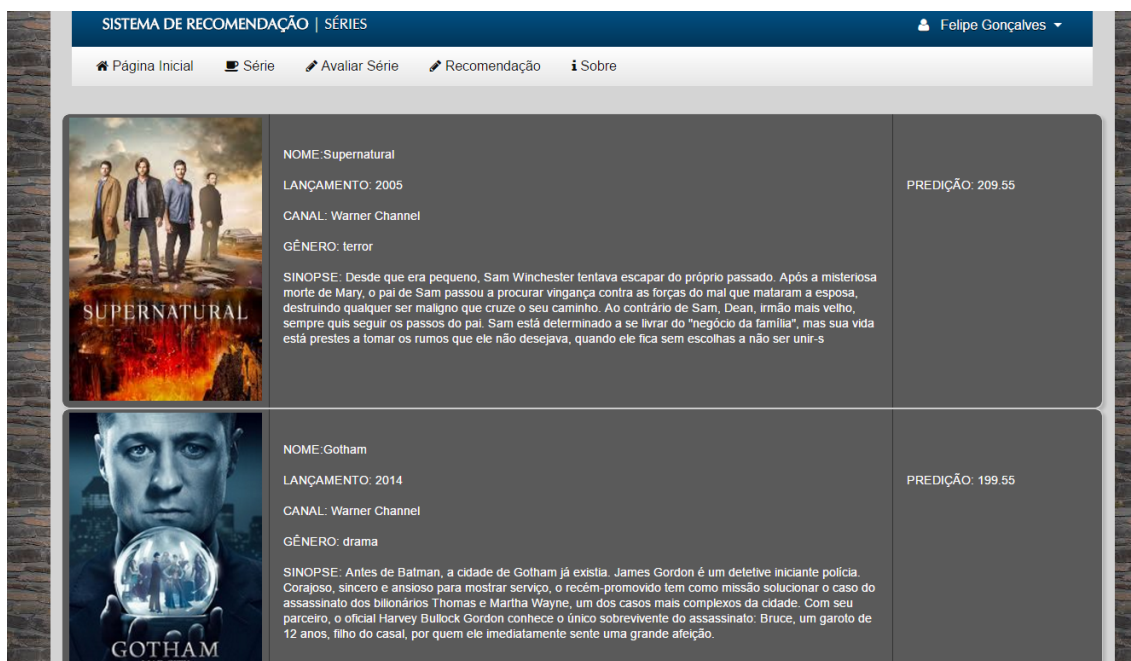 SISTEMA DE RECOMENDAÇÃO | SÉRIES
Felipe Gonçalves
Página Inicial Série Avaliar Série Recomendação Sobre
SUPERNATURAL
NOME:Supernatural
LANÇAMENTO: 2005
CANAL: Warner Channel
GÊNERO: terror
SINOPSE: Desde que era pequeno, Sam Winchester tentava escapar do próprio passado. Após a misteriosa
morte de Mary, o pai de Sam passou a procurar vingança contra as forças do mal que mataram a esposa,
destruindo qualquer ser maligno que cruze o seu caminho. Ao contrário de Sam, Dean, irmão mais velho,
sempre quis seguir os passos do pai. Sam está determinado a se livrar do "negócio da família", mas sua vida
está prestes a tomar os rumos que ele não desejava, quando ele fica sem escolhas a não ser unir-s
PREDIÇÃO: 209.55
GOTHAM
NOME:Gotham
LANÇAMENTO: 2014
CANAL: Warner Channel
GÊNERO: drama
SINOPSE: Antes de Batman, a cidade de Gotham já existia. James Gordon é um detetive iniciante polícia.
Corajoso, sincero e ansioso para mostrar serviço, o recém-promovido tem como missão solucionar o caso do
assassinato dos bilionários Thomas e Martha Wayne, um dos casos mais complexos da cidade. Com seu
parceiro, o oficial Harvey Bullock Gordon conhece o único sobrevivente do assassinato: Bruce, um garoto de
12 anos, filho do casal, por quem ele imediatamente sente uma grande afeição.
PREDIÇÃO: 199.55